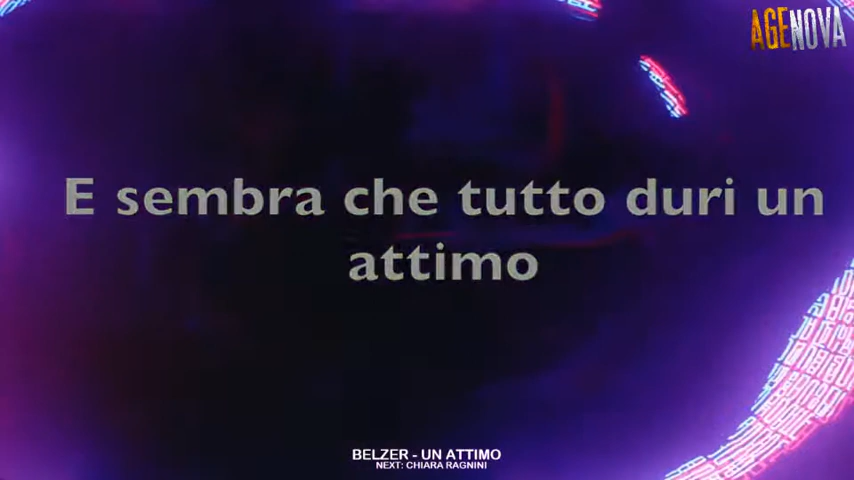 AGENOVA
E sembra che tutto duri un
attimo
BELZER - UN ATTIMO
NEXT: CHIARA RAGNINI